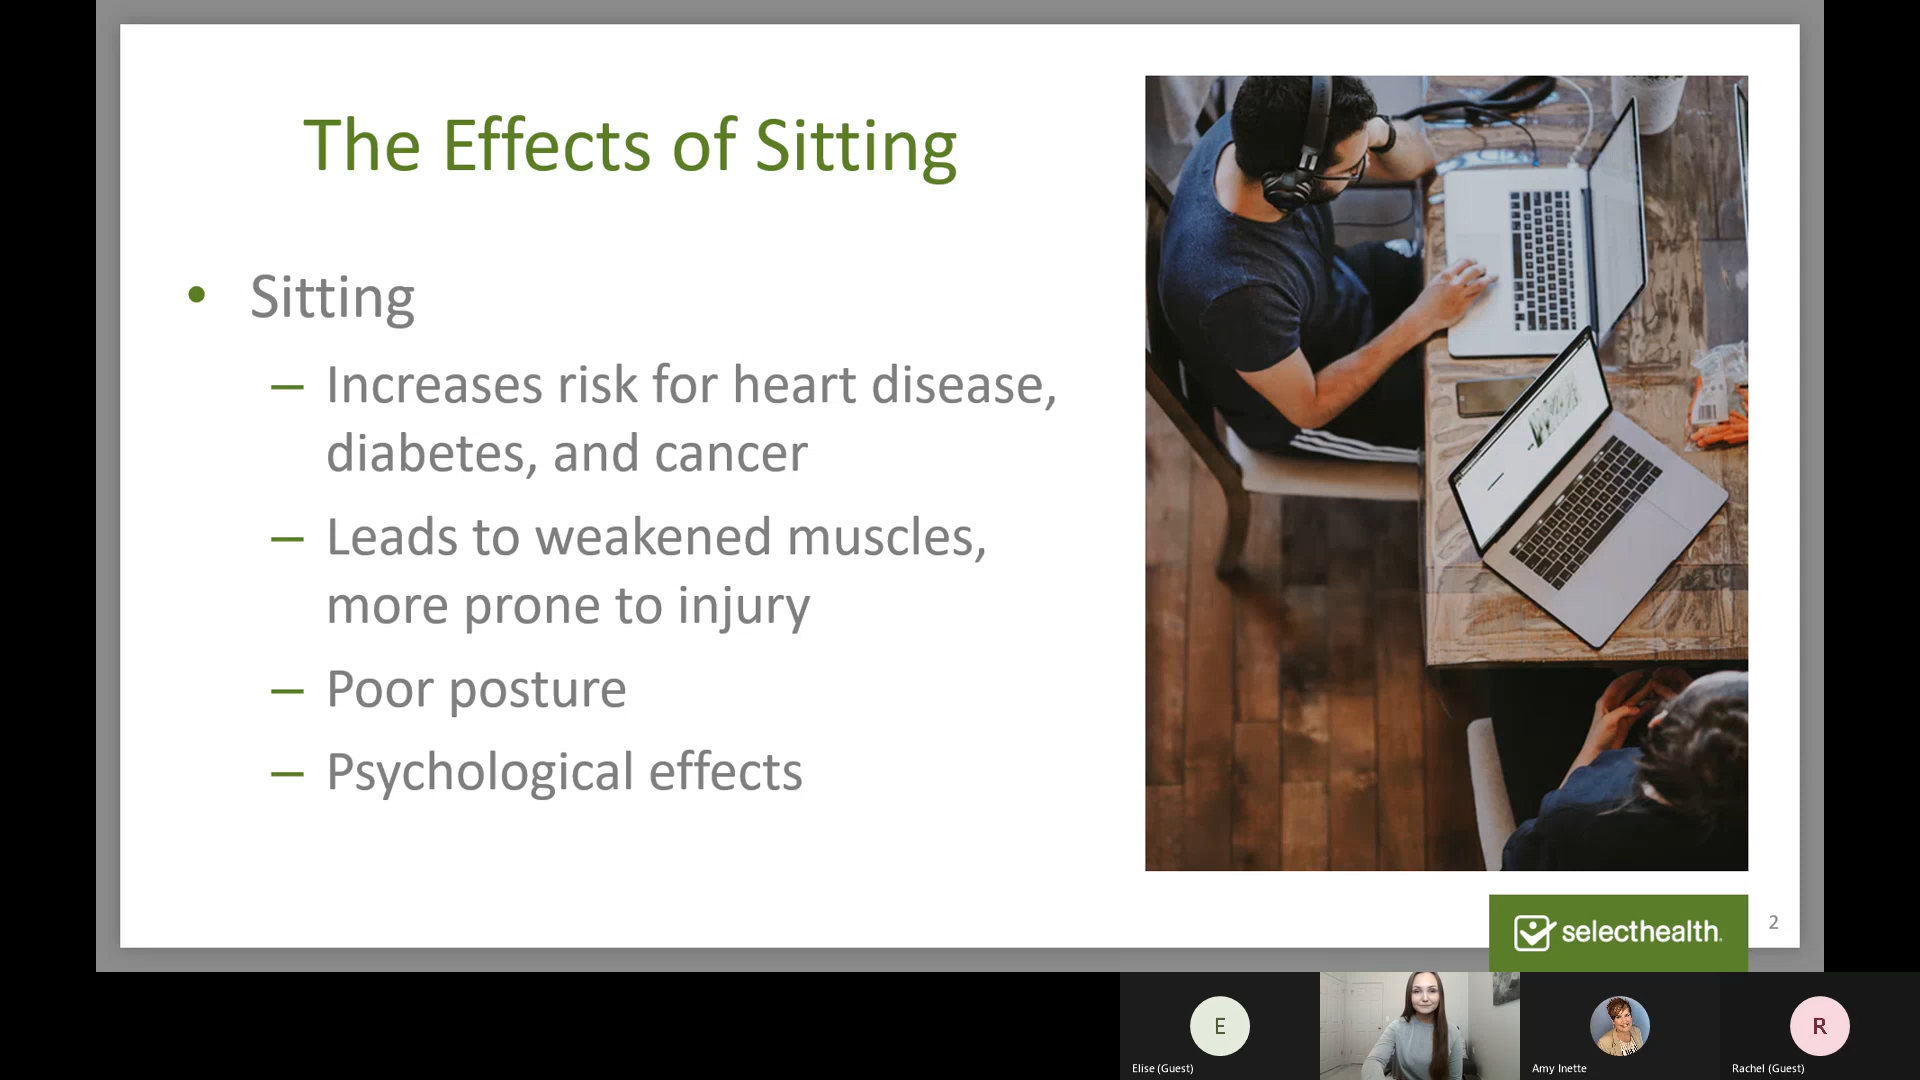 The Effects of Sitting
• Sitting
– Increases risk for heart disease,
diabetes, and cancer
– Leads to weakened muscles,
more prone to injury
– Poor posture
– Psychological effects
selecthealth.
2
E
R
Elise (Guest)
Amy Inette
Rachel (Guest)